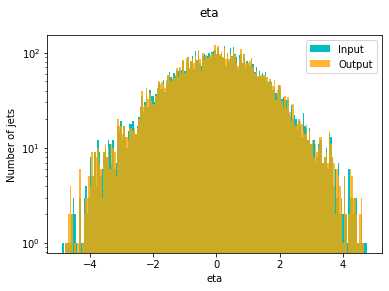 eta
Input
Output
Number of jets
10²
10¹
10⁰
−4 −2 0 2 4
eta